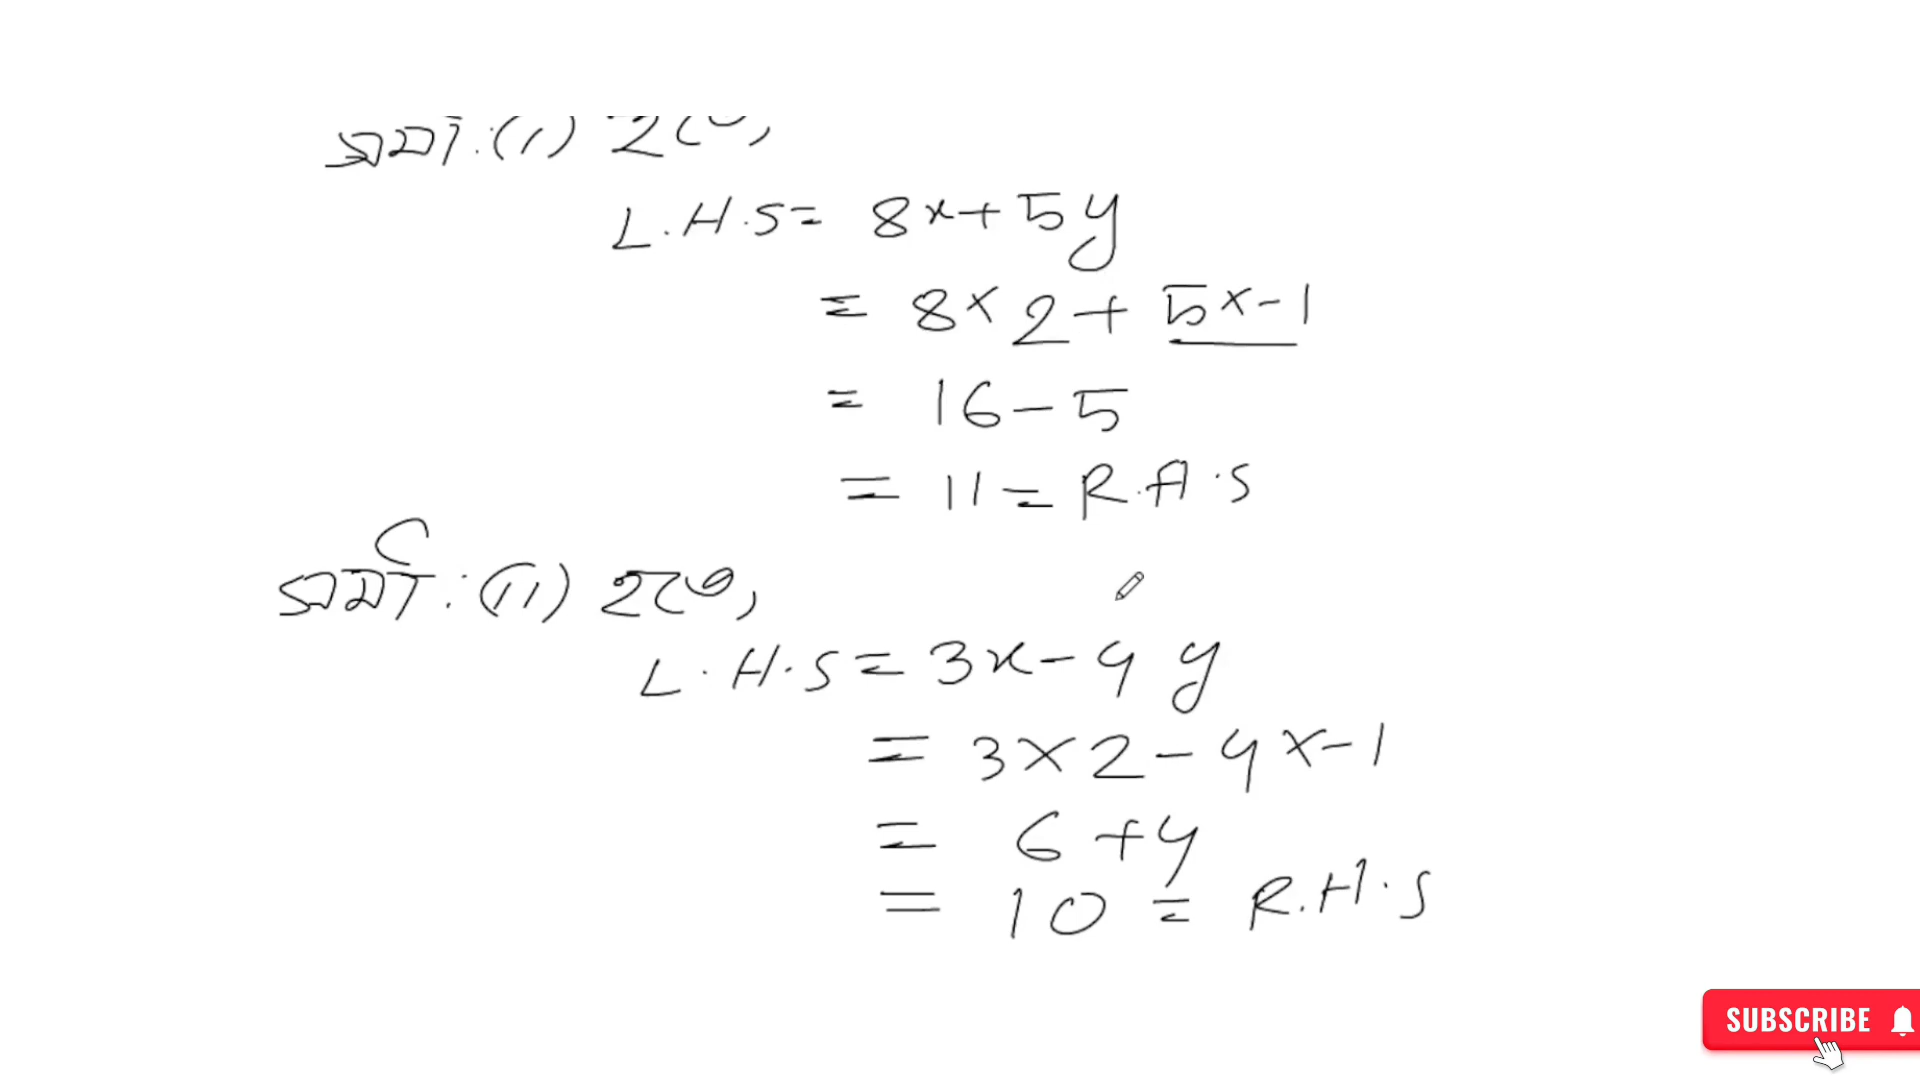 সমী:(i) হতে,
L.H.S = 8x + 5y
= 8 × 2 + 5 × - 1
= 16 - 5
= 11 = R.H.S
সমী:(ii) হতে,
L.H.S = 3x - 4y
= 3 × 2 - 4 × - 1
= 6 + 4
= 10 = R.H.S
SUBSCRIBE